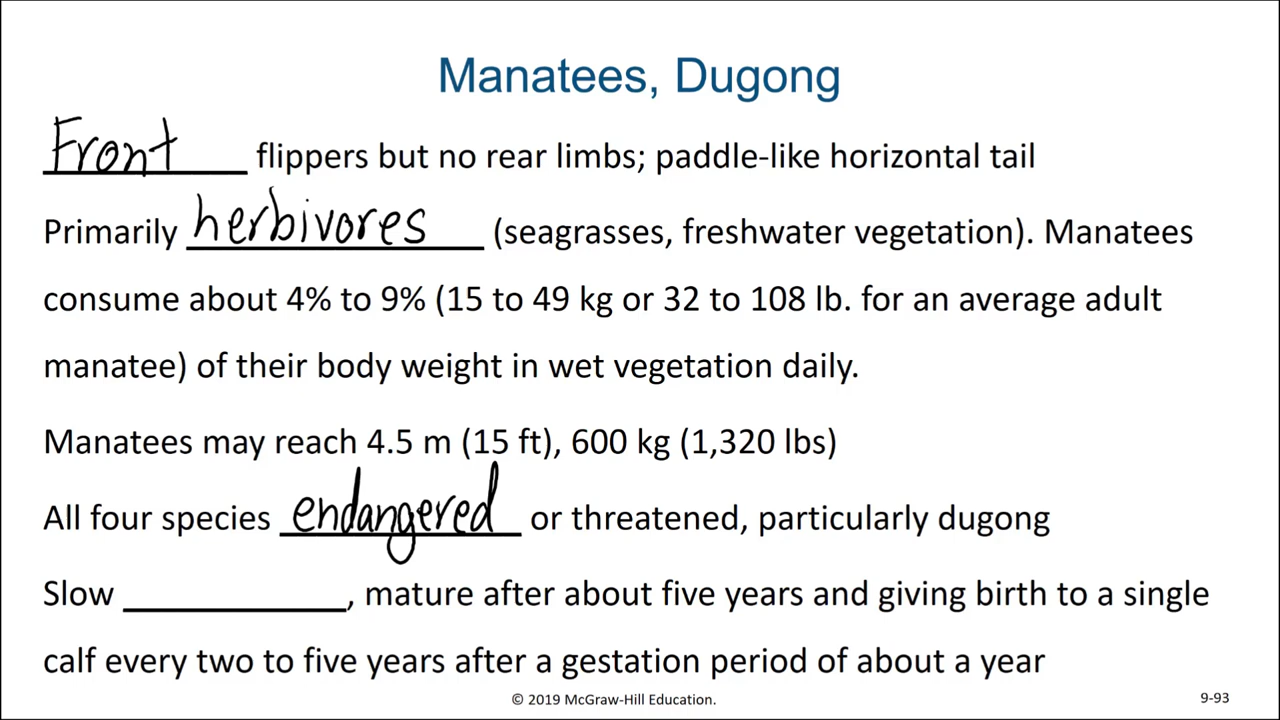 Manatees, Dugong
Front flippers but no rear limbs; paddle-like horizontal tail
Primarily herbivores (seagrasses, freshwater vegetation). Manatees
consume about 4% to 9% (15 to 49 kg or 32 to 108 lb. for an average adult
manatee) of their body weight in wet vegetation daily.
Manatees may reach 4.5 m (15 ft), 600 kg (1,320 lbs)
All four species endangered or threatened, particularly dugong
Slow ____________, mature after about five years and giving birth to a single
calf every two to five years after a gestation period of about a year
© 2019 McGraw-Hill Education.
9-93